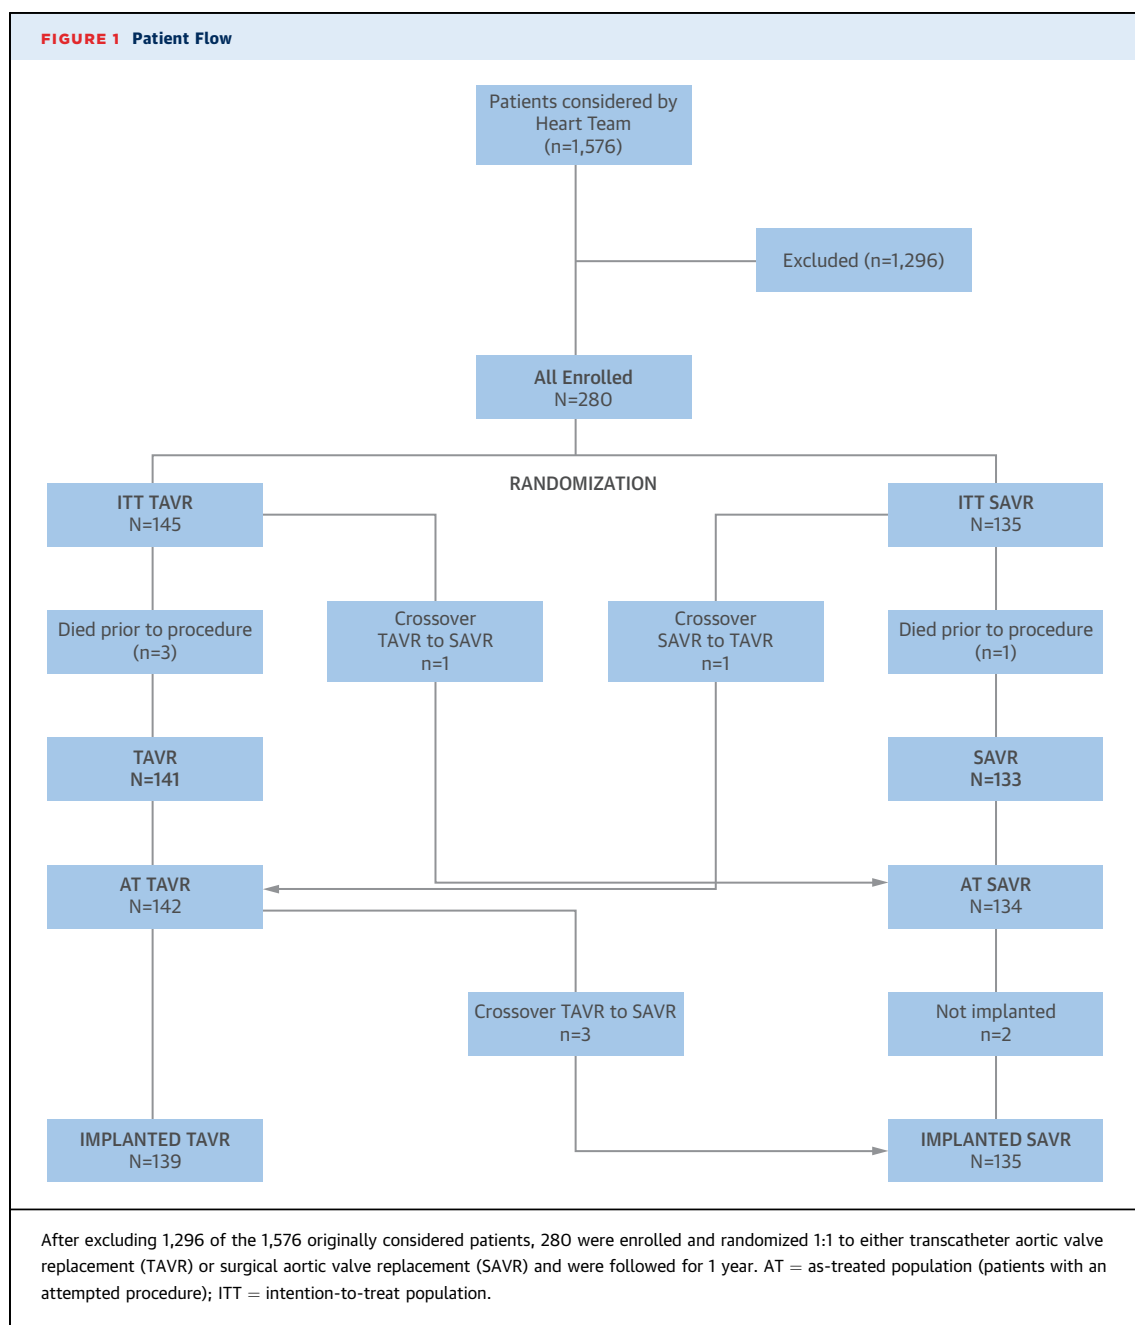 FIGURE 1 Patient Flow
Patients considered by
Heart Team
(n=1,576)
Excluded (n=1,296)
All Enrolled
N=280
RANDOMIZATION
ITT TAVR
N=145
ITT SAVR
N=135
Died prior to procedure
(n=3)
Crossover
TAVR to SAVR
n=1
Crossover
SAVR to TAVR
n=1
Died prior to procedure
(n=1)
TAVR
N=141
SAVR
N=133
AT TAVR
N=142
AT SAVR
N=134
Crossover TAVR to SAVR
n=3
Not implanted
n=2
IMPLANTED TAVR
N=139
IMPLANTED SAVR
N=135
After excluding 1,296 of the 1,576 originally considered patients, 280 were enrolled and randomized 1:1 to either transcatheter aortic valve
replacement (TAVR) or surgical aortic valve replacement (SAVR) and were followed for 1 year. AT = as-treated population (patients with an
attempted procedure); ITT = intention-to-treat population.